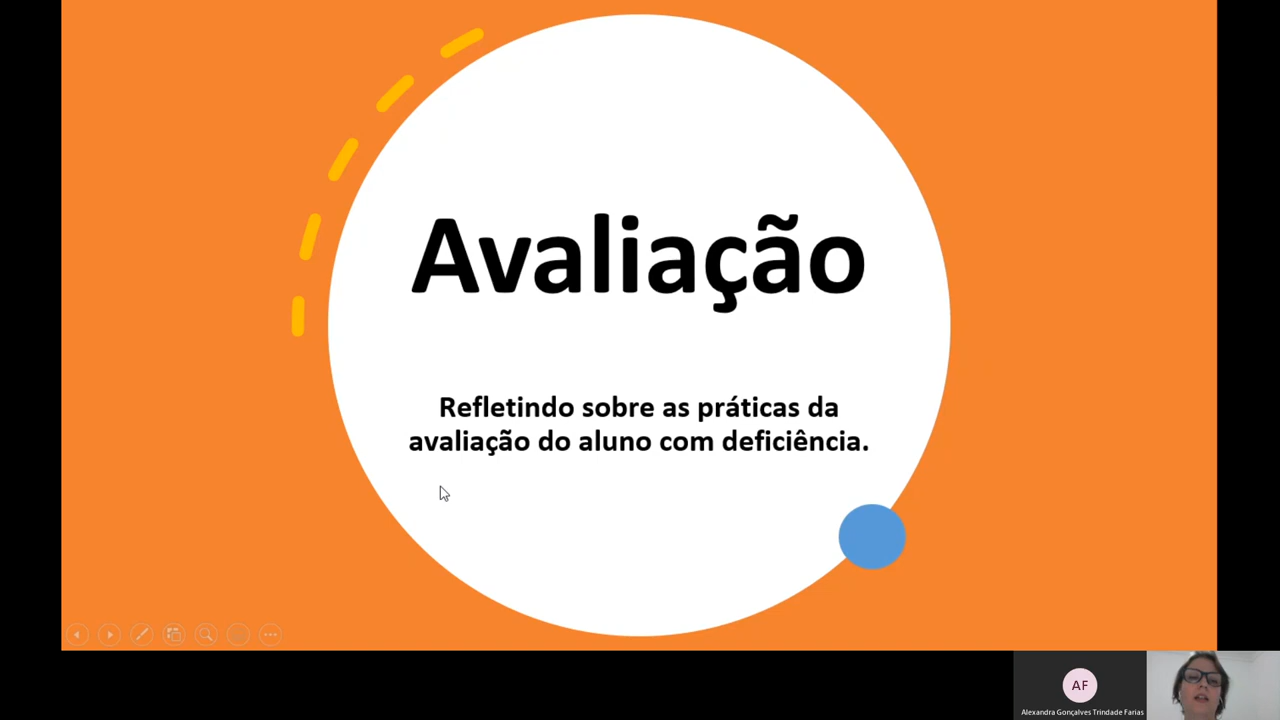 Avaliação
Refletindo sobre as práticas da
avaliação do aluno com deficiência.
AF
Alexandra Gonçalves Trindade Farias